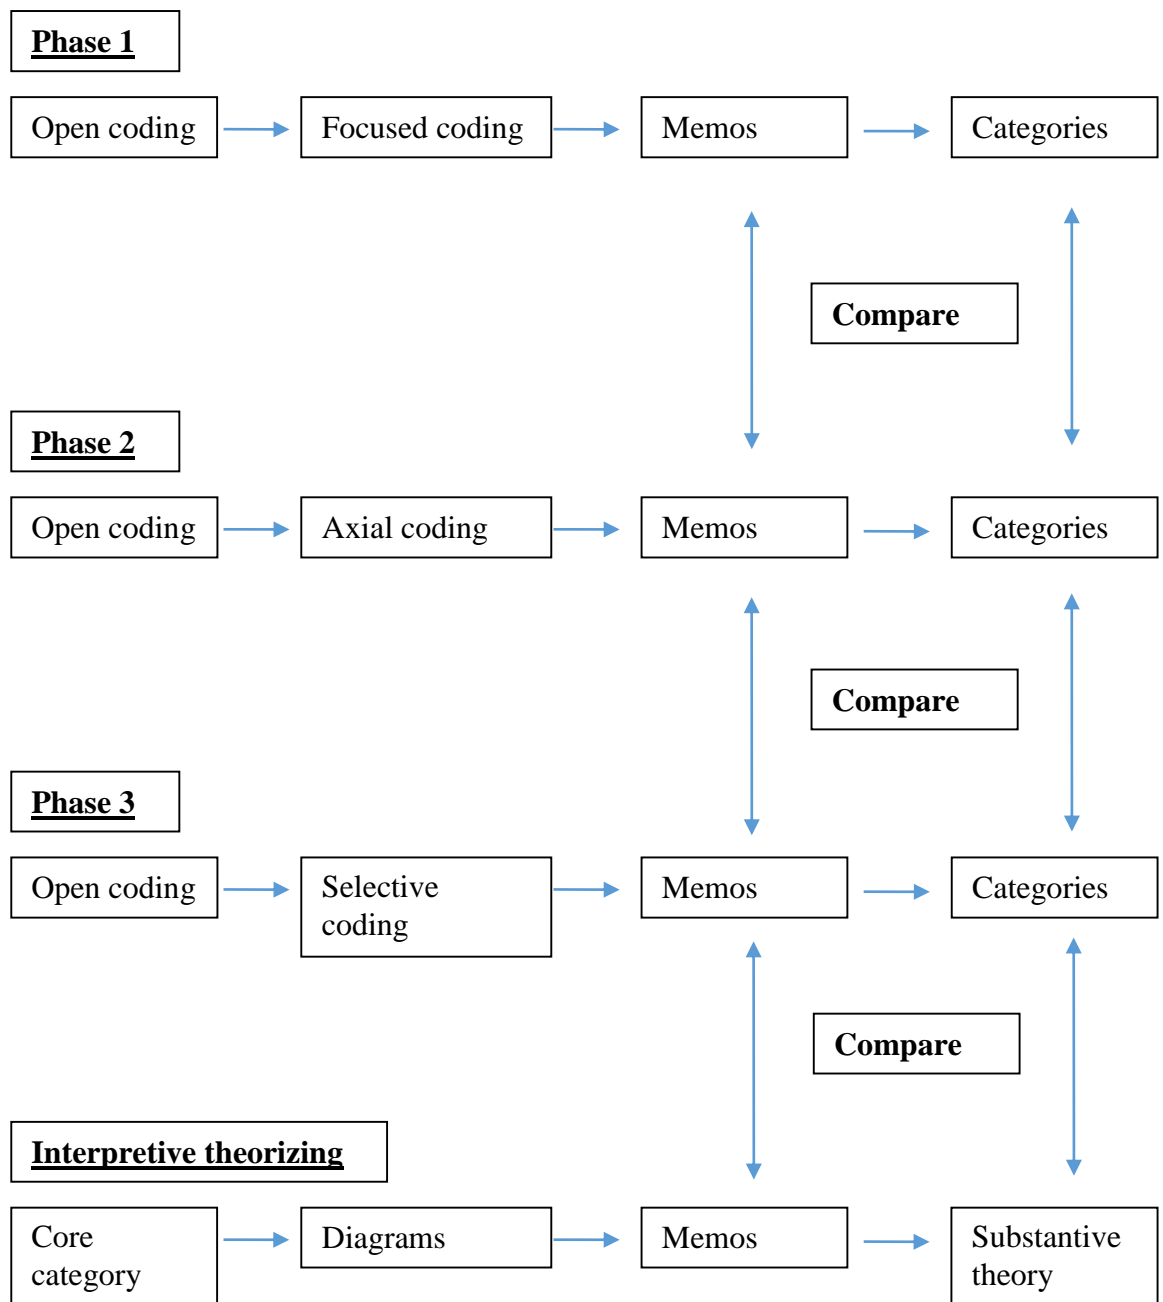 Phase 1
Open coding
Focused coding
Memos
Categories
Compare
Phase 2
Open coding
Axial coding
Memos
Categories
Compare
Phase 3
Open coding
Selective
coding
Memos
Categories
Compare
Interpretive theorizing
Core
category
Diagrams
Memos
Substantive
theory